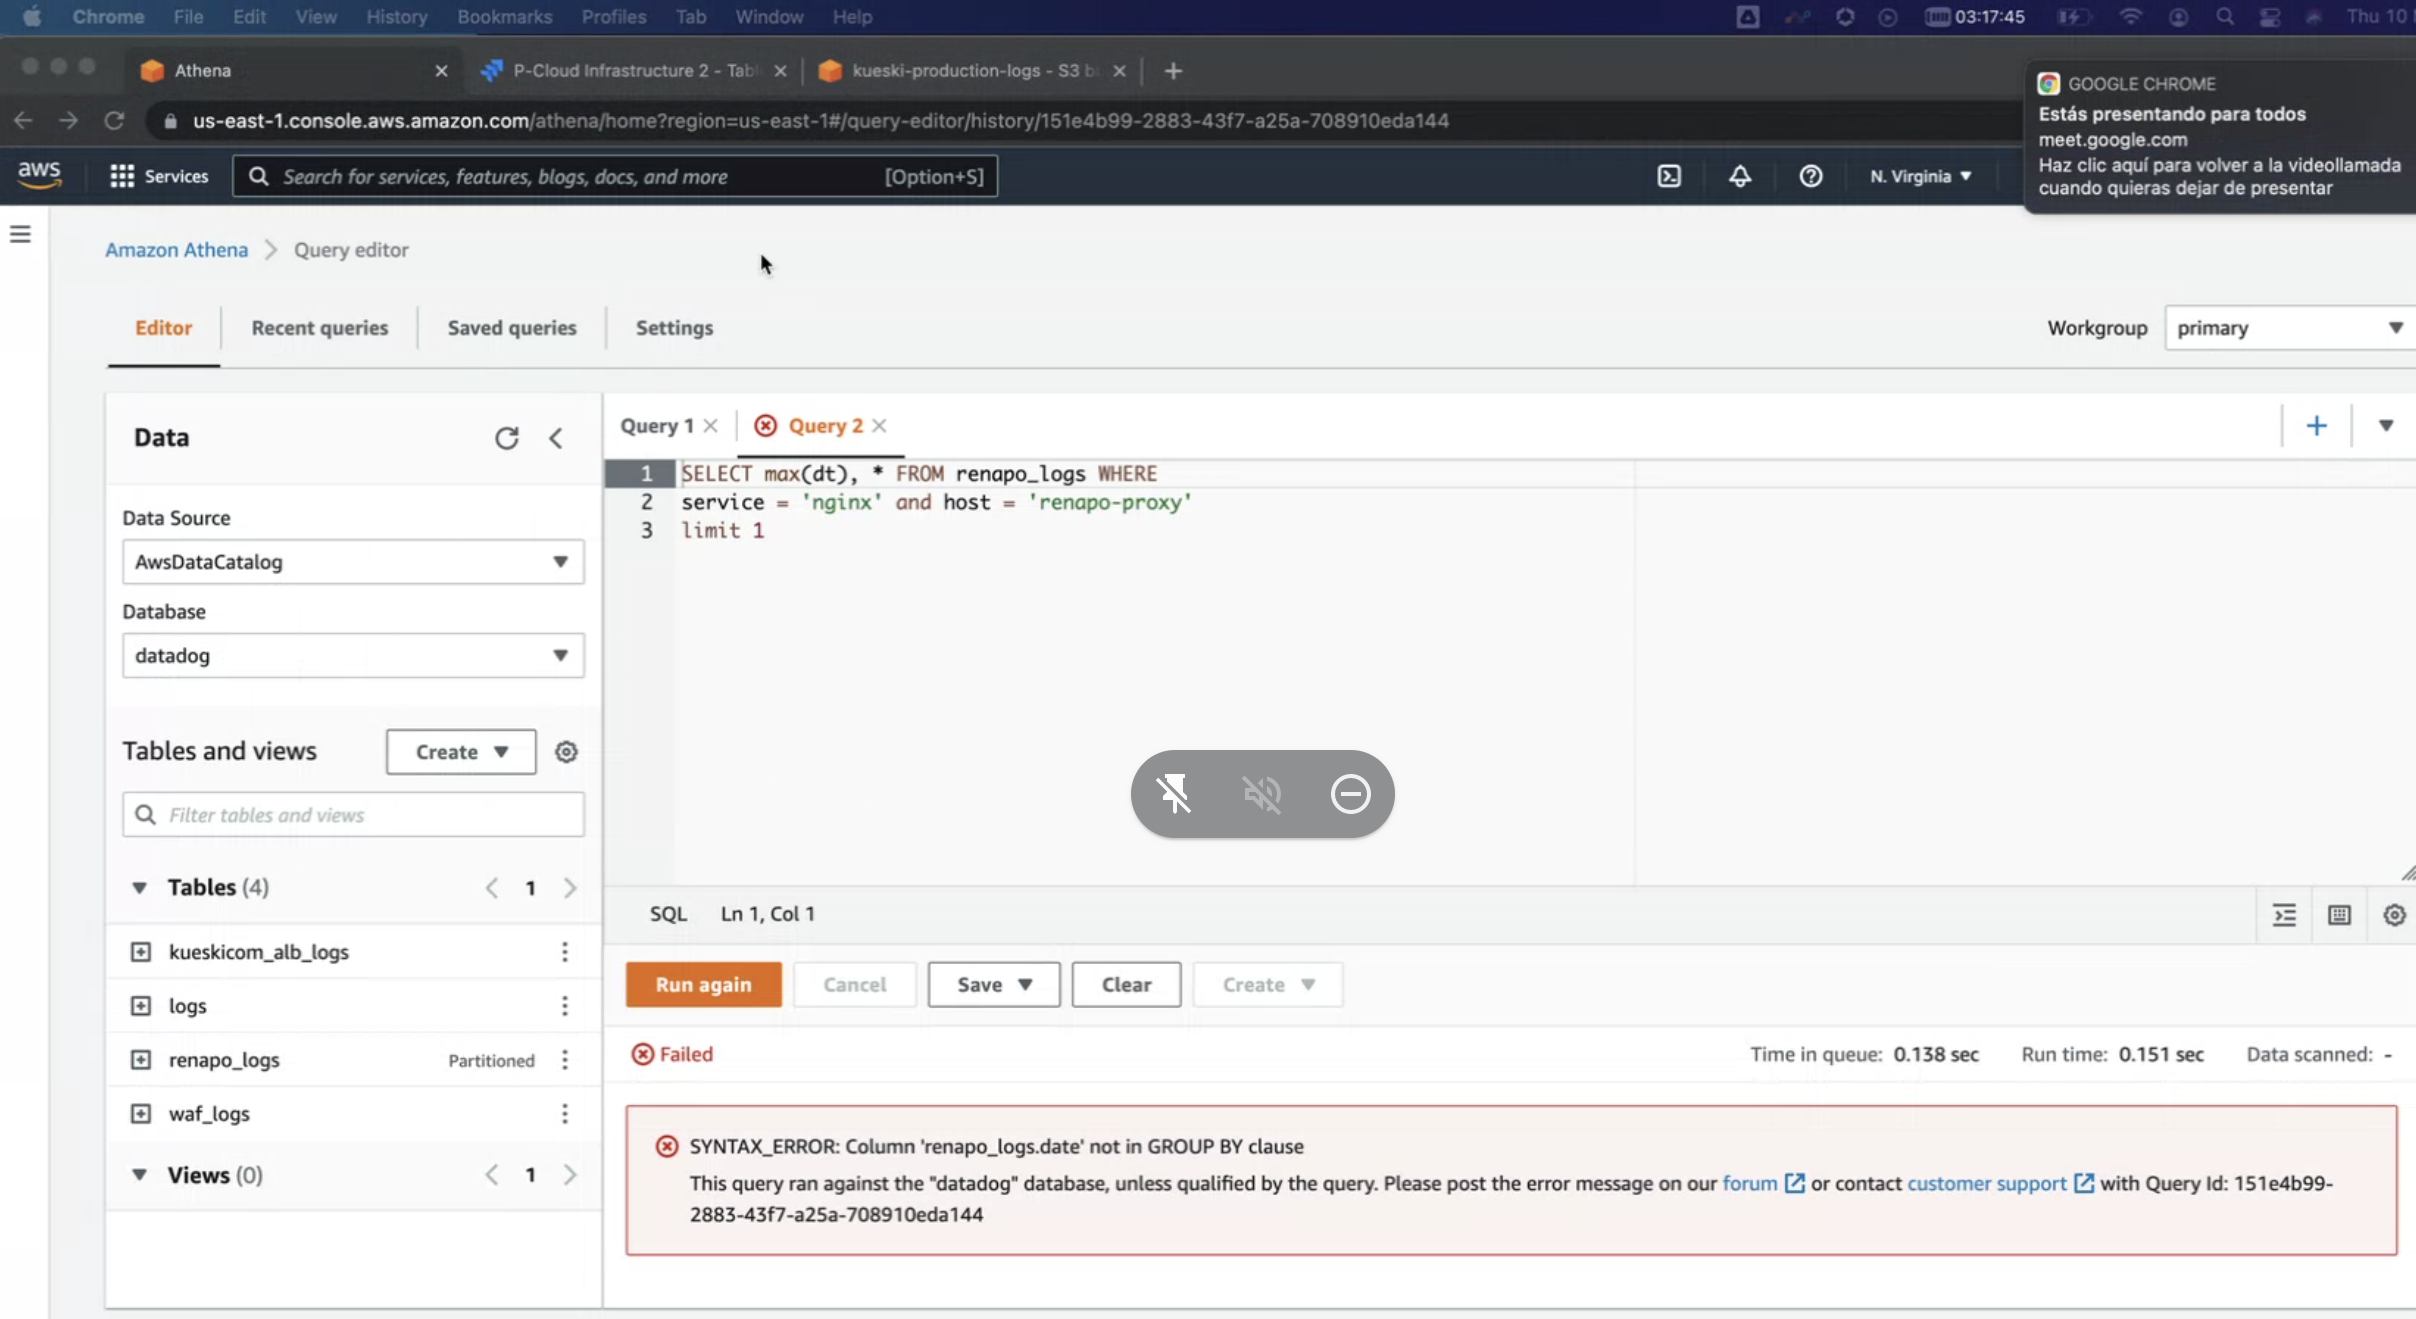 Chrome File Edit View History Bookmarks Profiles Tab Window Help 03:17:45 Thu 10
Athena
P-Cloud Infrastructure 2 - Tabl
kueski-production-logs - S3 b
us-east-1.console.aws.amazon.com/athena/home?region=us-east-1#/query-editor/history/151e4b99-2883-43f7-a25a-708910eda144
GOOGLE CHROME
Estás presentando para todos
meet.google.com
Haz clic aquí para volver a la videollamada
cuando quieras dejar de presentar
aws Services Search for services, features, blogs, docs, and more [Option+S] N. Virginia
Amazon Athena Query editor
Editor Recent queries Saved queries Settings Workgroup primary
Data
Data Source
AwsDataCatalog
Database
datadog
Tables and views Create
Filter tables and views
Tables (4) 1
kueskicom_alb_logs
logs
renapo_logs Partitioned
waf_logs
Views (0) 1
Query 1 Query 2
1 SELECT max(dt), * FROM renapo_logs WHERE
2 service = 'nginx' and host = 'renapo-proxy'
3 limit 1
SQL Ln 1, Col 1
Run again Cancel Save Clear Create
Failed Time in queue: 0.138 sec Run time: 0.151 sec Data scanned: -
SYNTAX_ERROR: Column 'renapo_logs.date' not in GROUP BY clause
This query ran against the "datadog" database, unless qualified by the query. Please post the error message on our forum or contact customer support with Query Id: 151e4b99-
2883-43f7-a25a-708910eda144